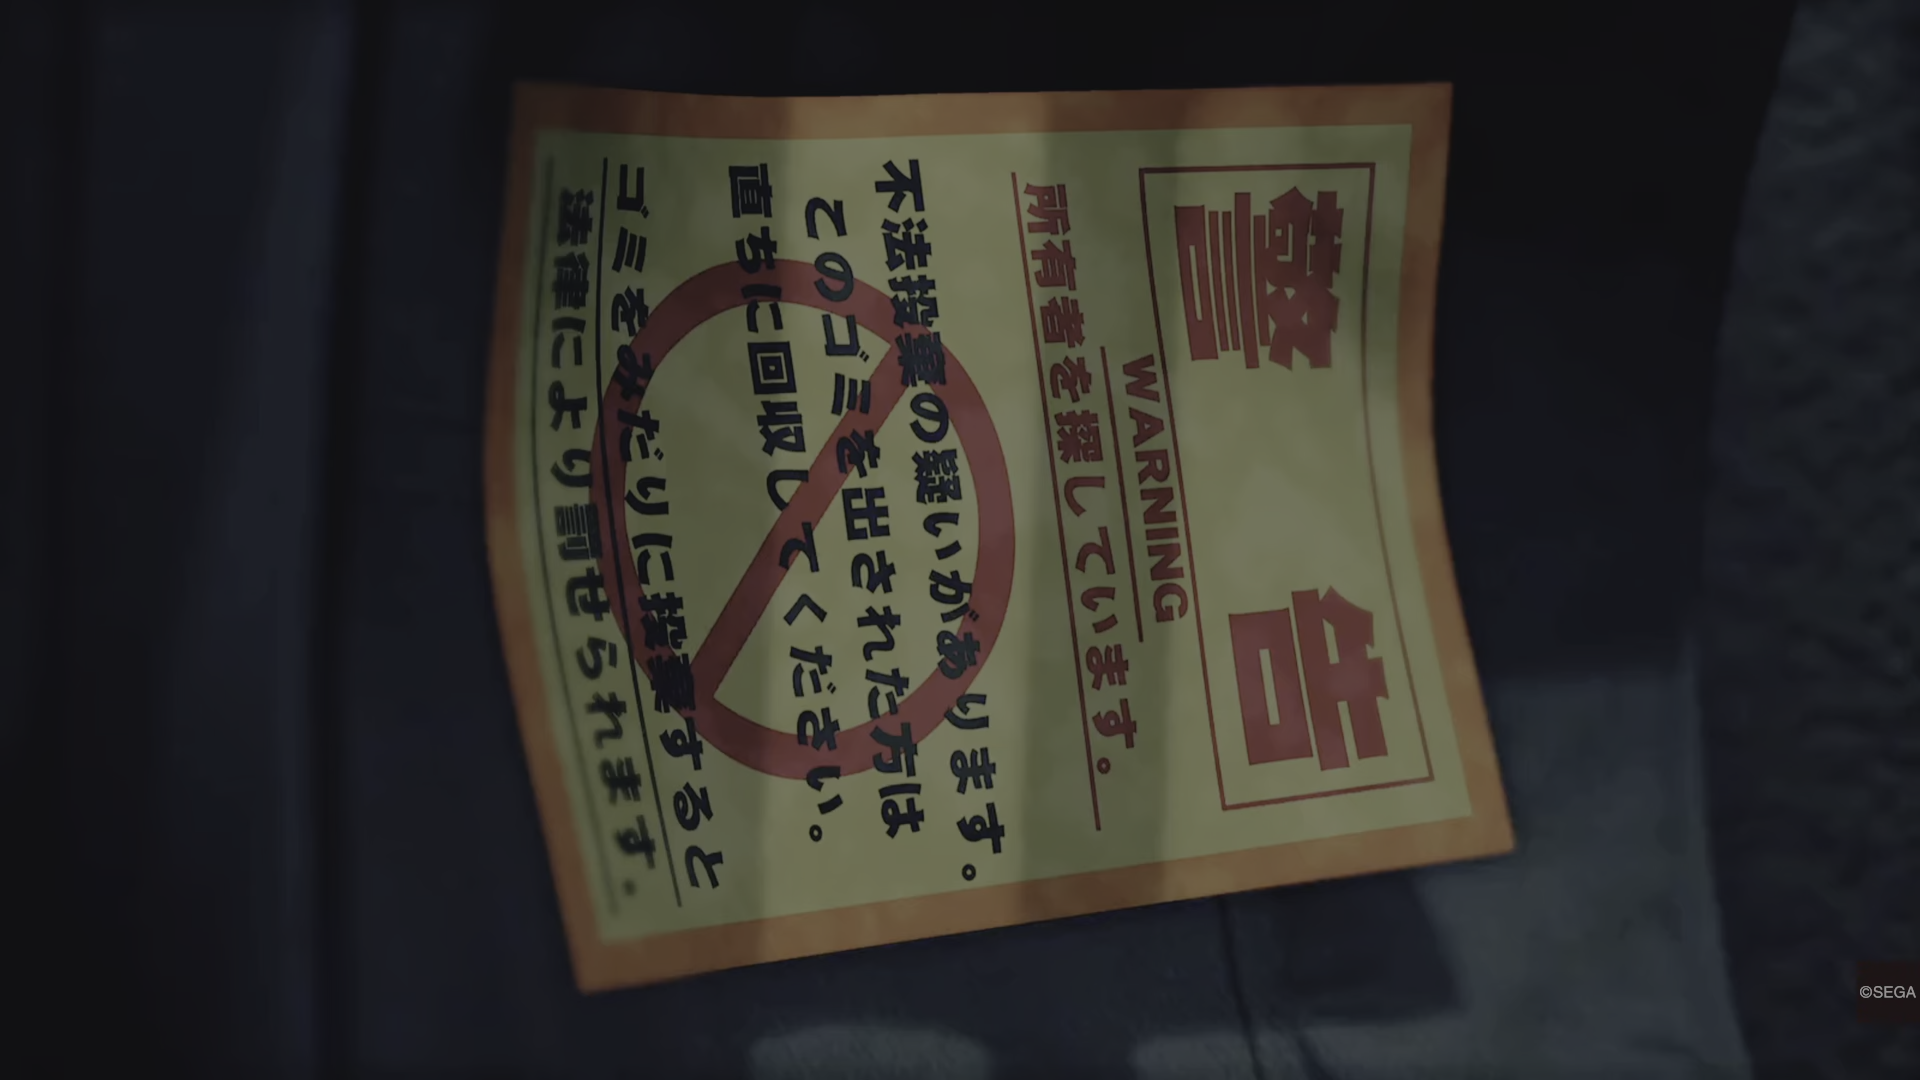 警告
WARNING
所有者を探しています。
不法投棄の疑いがあります。
このゴミを出された方は
直ちに回収してください。
ゴミをみだりに投棄すると
法律により罰せられます。
©SEGA